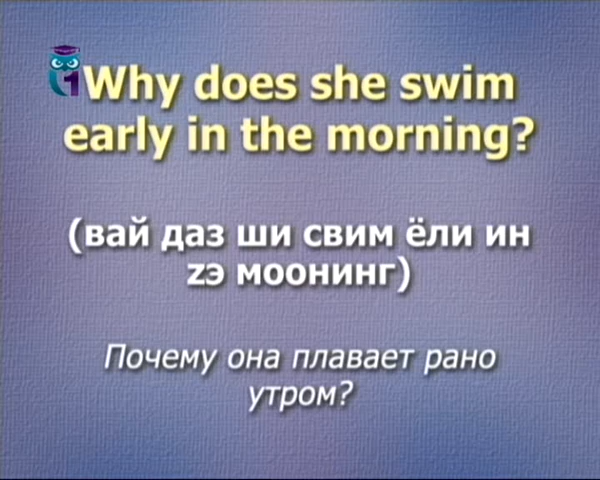 Why does she swim
early in the morning?
(вай даз ши свим ёли ин
zэ моонинг)
Почему она плавает рано
утром?